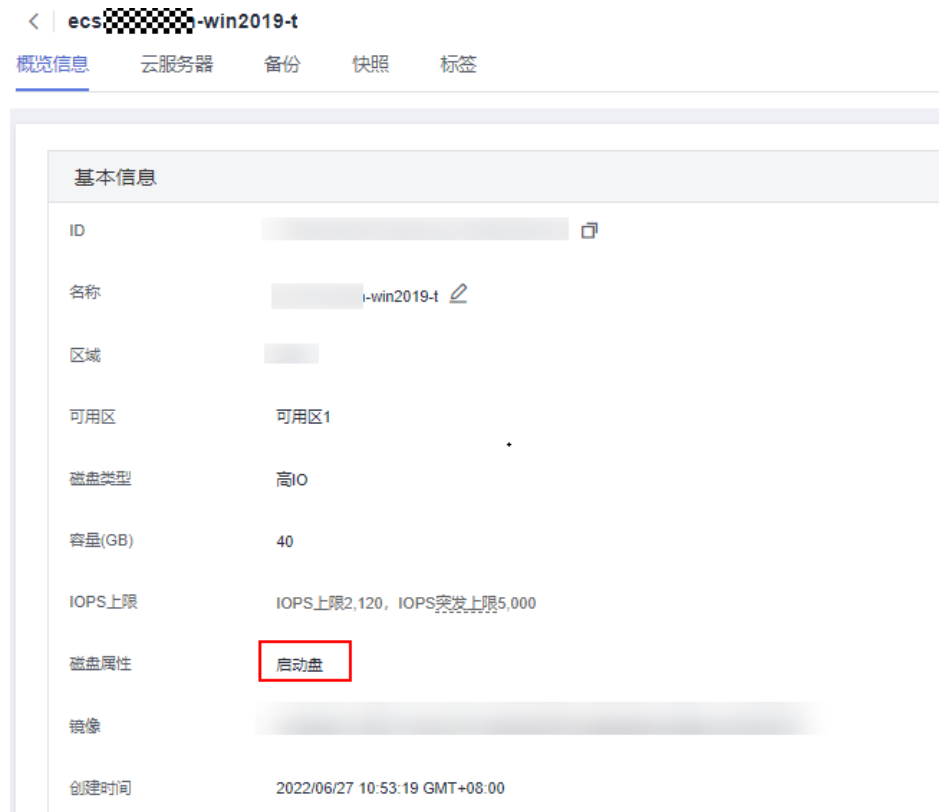 ecs -win2019-t
概览信息 云服务器 备份 快照 标签
基本信息
ID
名称 -win2019-t
区域
可用区 可用区1
磁盘类型 高IO
容量(GB) 40
IOPS上限 IOPS上限2,120，IOPS突发上限5,000
磁盘属性 启动盘
镜像
创建时间 2022/06/27 10:53:19 GMT+08:00